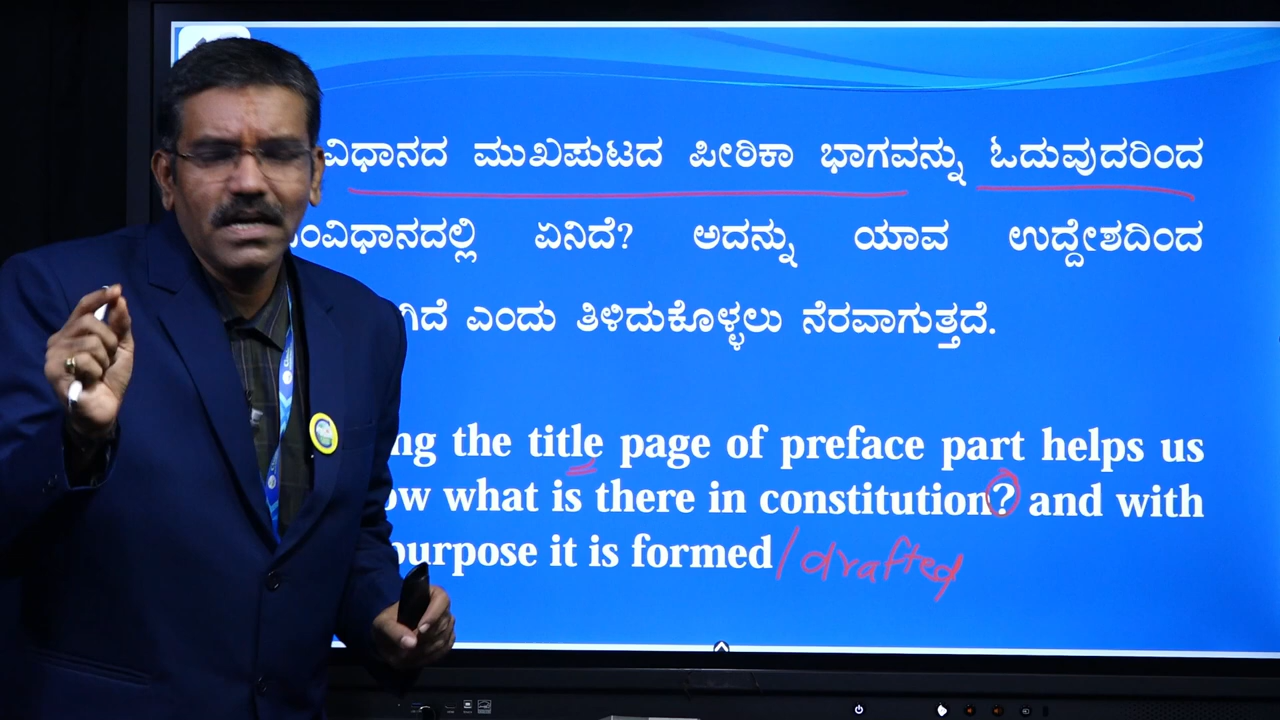 ವಿಧಾನದ ಮುಖಪುಟದ ಪೀಠಿಕಾ ಭಾಗವನ್ನು ಓದುವುದರಿಂದ
ಸಂವಿಧಾನದಲ್ಲಿ ಏನಿದೆ? ಅದನ್ನು ಯಾವ ಉದ್ದೇಶದಿಂದ
ಗಿದೆ ಎಂದು ತಿಳಿದುಕೊಳ್ಳಲು ನೆರವಾಗುತ್ತದೆ.
ng the title page of preface part helps us
ow what is there in constitution? and with
purpose it is formed/drafted